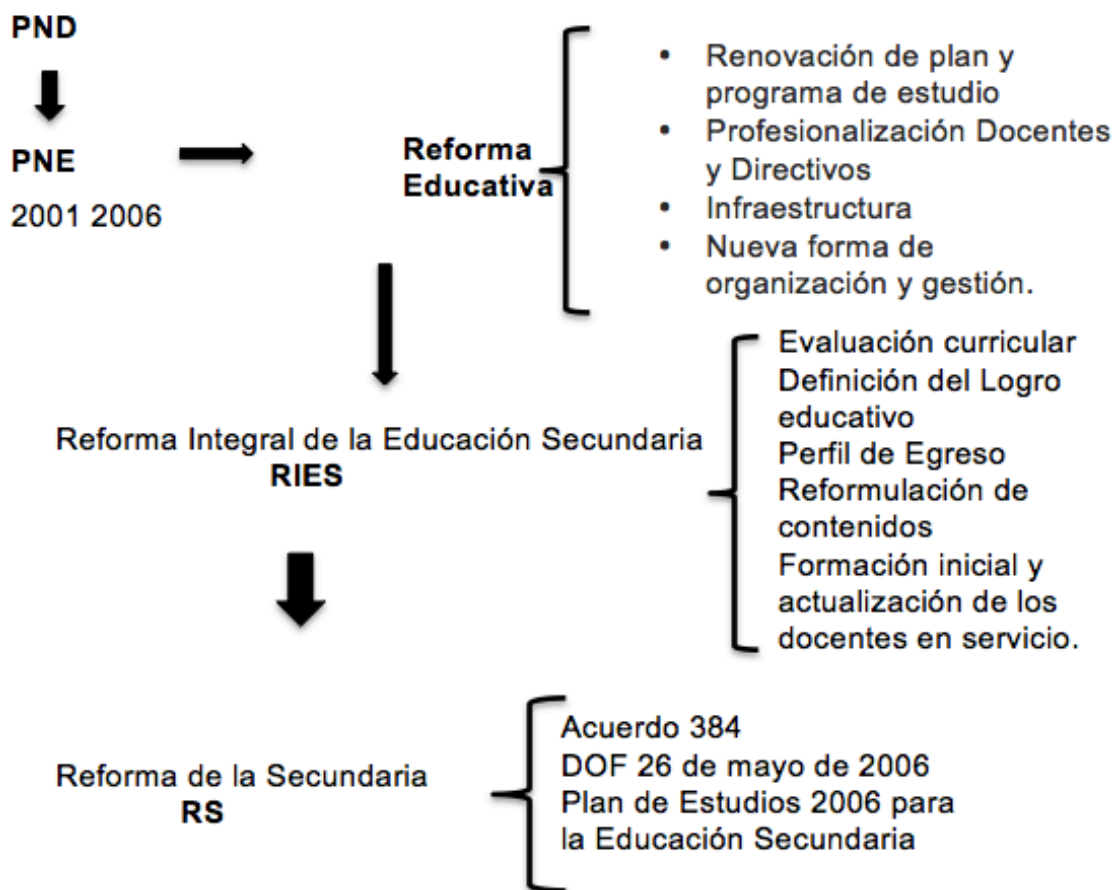 PND
PNE
2001 2006
Reforma
Educativa
• Renovación de plan y
programa de estudio
• Profesionalización Docentes
y Directivos
• Infraestructura
• Nueva forma de
organización y gestión.
Reforma Integral de la Educación Secundaria
RIES
Evaluación curricular
Definición del Logro
educativo
Perfil de Egreso
Reformulación de
contenidos
Formación inicial y
actualización de los
docentes en servicio.
Reforma de la Secundaria
RS
Acuerdo 384
DOF 26 de mayo de 2006
Plan de Estudios 2006 para
la Educación Secundaria